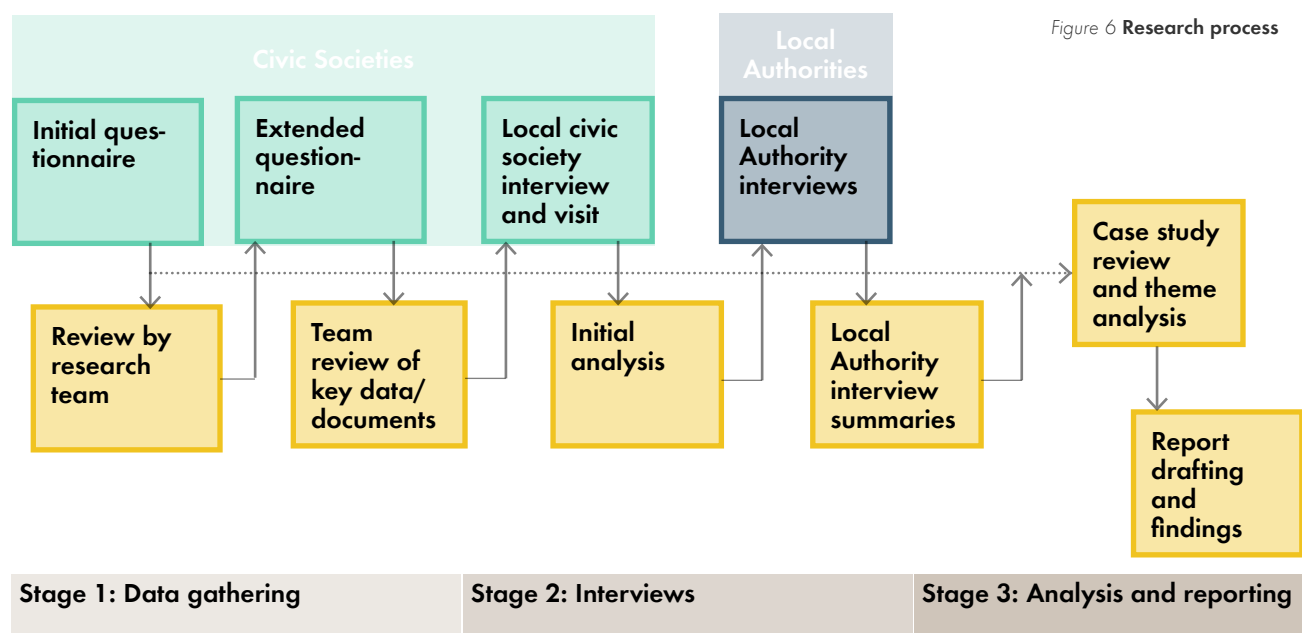 Figure 6 Research process
Civic Societies
Local
Authorities
Initial ques-
tionnaire
Extended
question-
naire
Local civic
society
interview
and visit
Local
Authority
interviews
Case study
review
and theme
analysis
Review by
research
team
Team
review of
key data/
documents
Initial
analysis
Local
Authority
interview
summaries
Report
drafting
and
findings
Stage 1: Data gathering
Stage 2: Interviews
Stage 3: Analysis and reporting